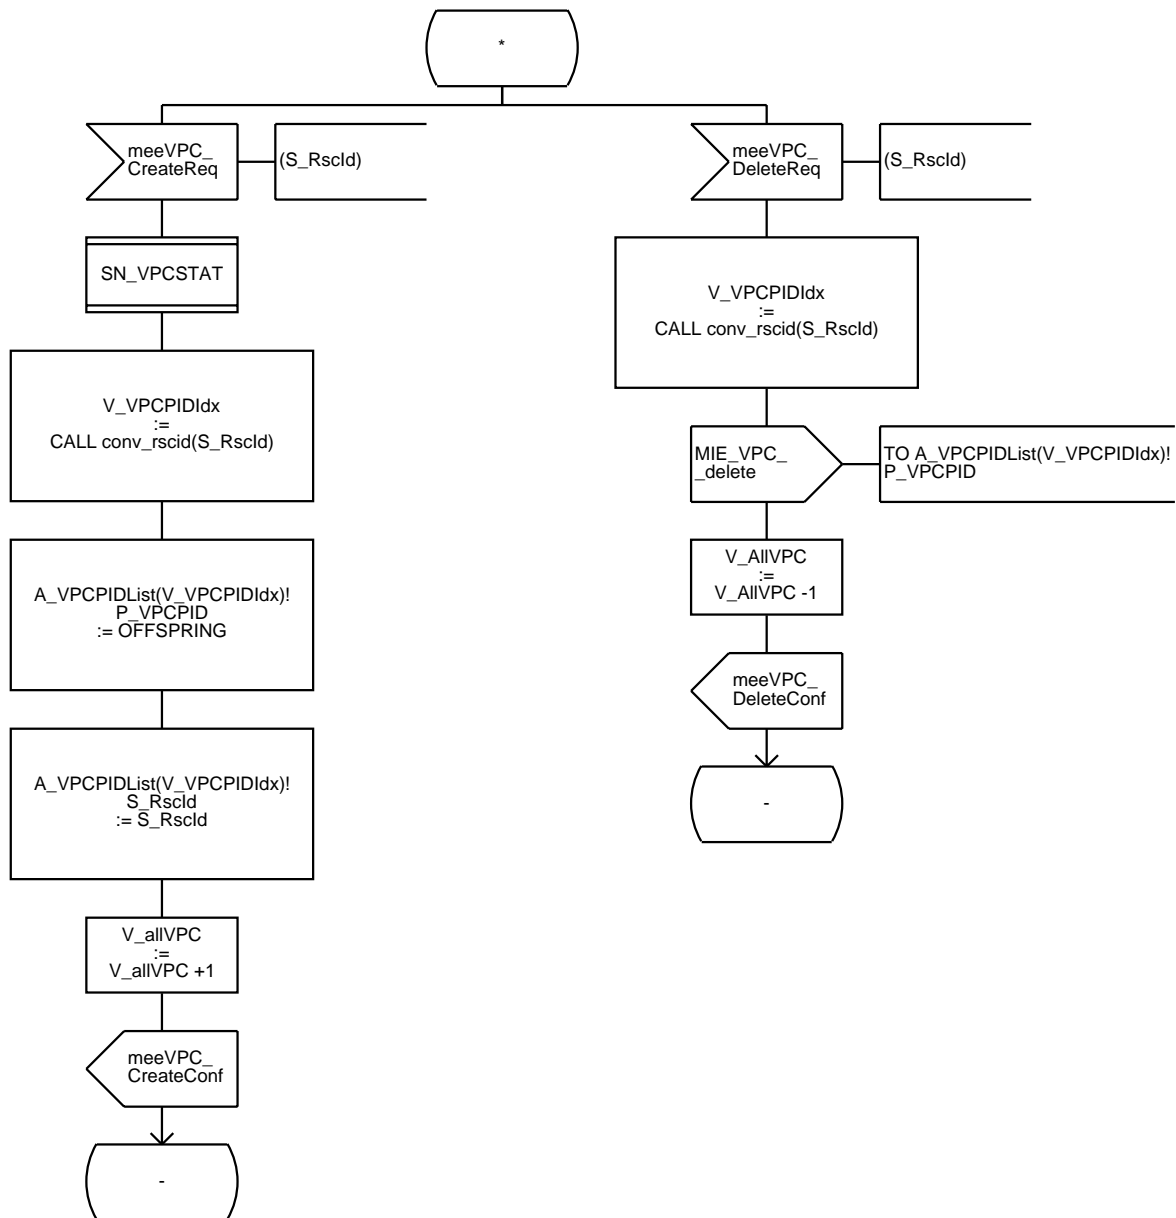 *
meeVPC_
CreateReq
(S_RscId)
SN_VPCSTAT
V_VPCPIDIdx
:=
CALL conv_rscid(S_RscId)
A_VPCPIDList(V_VPCPIDIdx)!
P_VPCPID
:= OFFSPRING
A_VPCPIDList(V_VPCPIDIdx)!
S_RscId
:= S_RscId
V_allVPC
:=
V_allVPC +1
meeVPC_
CreateConf
-
meeVPC_
DeleteReq
(S_RscId)
V_VPCPIDIdx
:=
CALL conv_rscid(S_RscId)
MIE_VPC_
_delete
TO A_VPCPIDList(V_VPCPIDIdx)!
P_VPCPID
V_AllVPC
:=
V_AllVPC -1
meeVPC_
DeleteConf
-